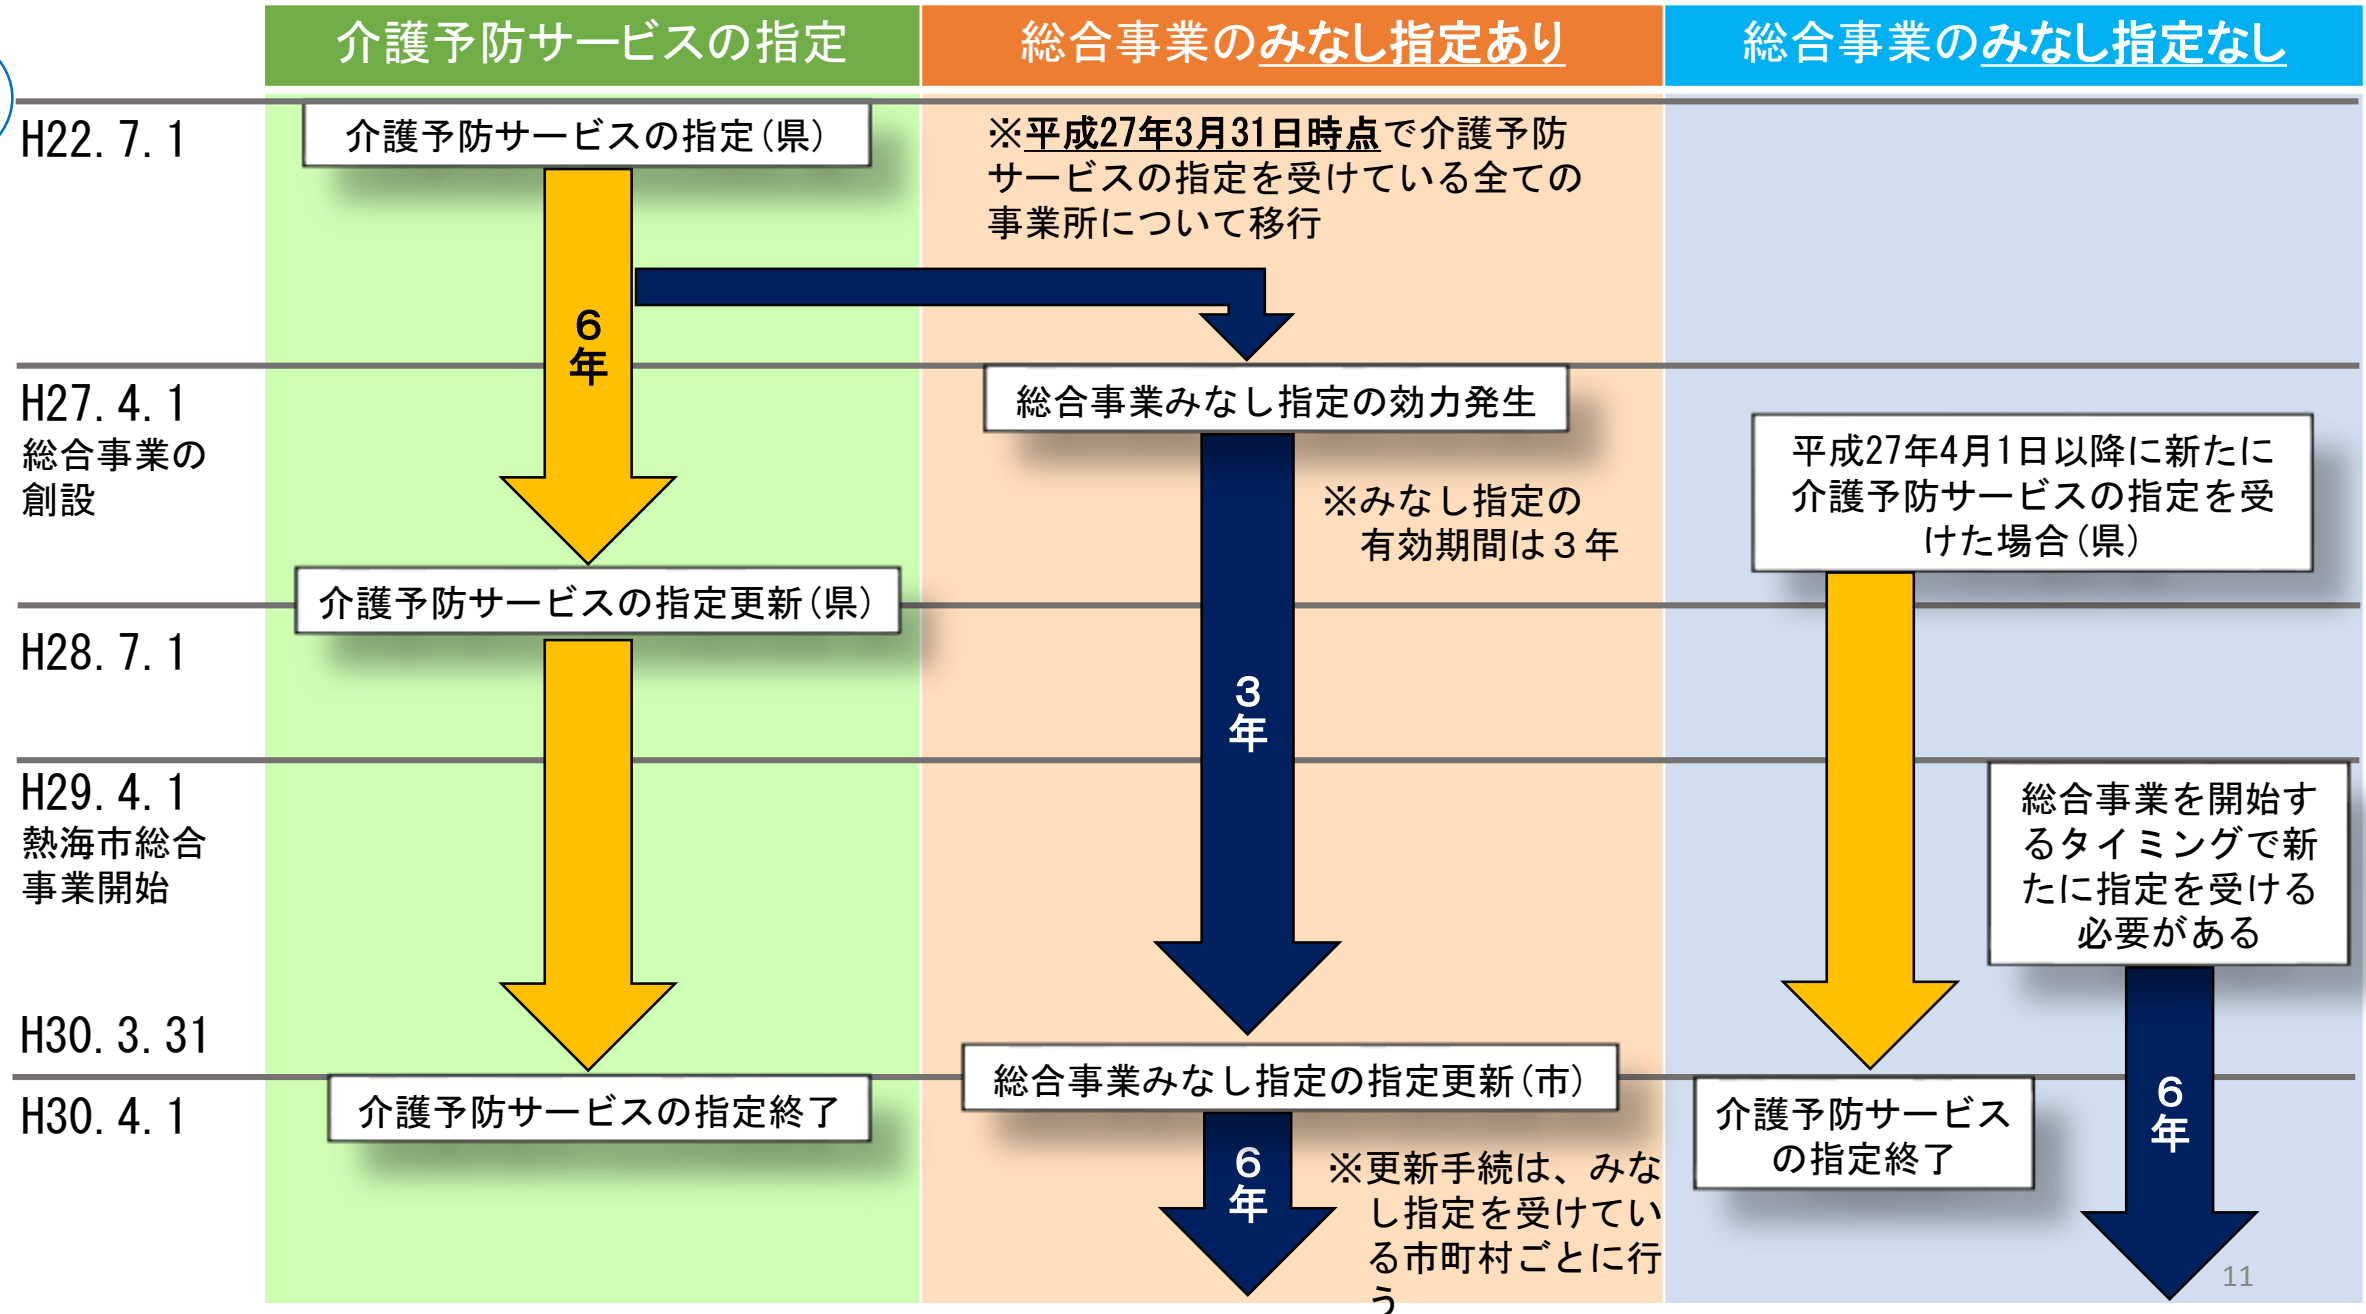 介護予防サービスの指定
総合事業のみなし指定あり
総合事業のみなし指定なし
H22.7.1
介護予防サービスの指定(県)
※平成27年3月31日時点で介護予防
サービスの指定を受けている全ての
事業所について移行
6
年
H27.4.1
総合事業の
創設
総合事業みなし指定の効力発生
※みなし指定の
有効期間は3年
平成27年4月1日以降に新たに
介護予防サービスの指定を受
けた場合(県)
介護予防サービスの指定更新(県)
H28.7.1
3
年
H29.4.1
熱海市総合
事業開始
総合事業を開始す
るタイミングで新
たに指定を受ける
必要がある
H30.3.31
H30.4.1
介護予防サービスの指定終了
総合事業みなし指定の指定更新(市)
6
年
※更新手続は、みな
し指定を受けてい
る市町村ごとに行
う
介護予防サービス
の指定終了
6
年
11